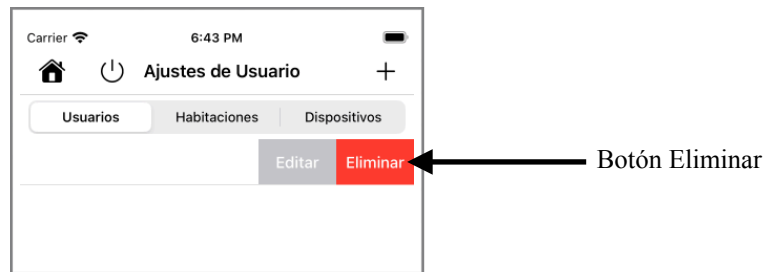 Carrier 6:43 PM
Ajustes de Usuario +
Usuarios Habitaciones Dispositivos
Editar Eliminar Botón Eliminar